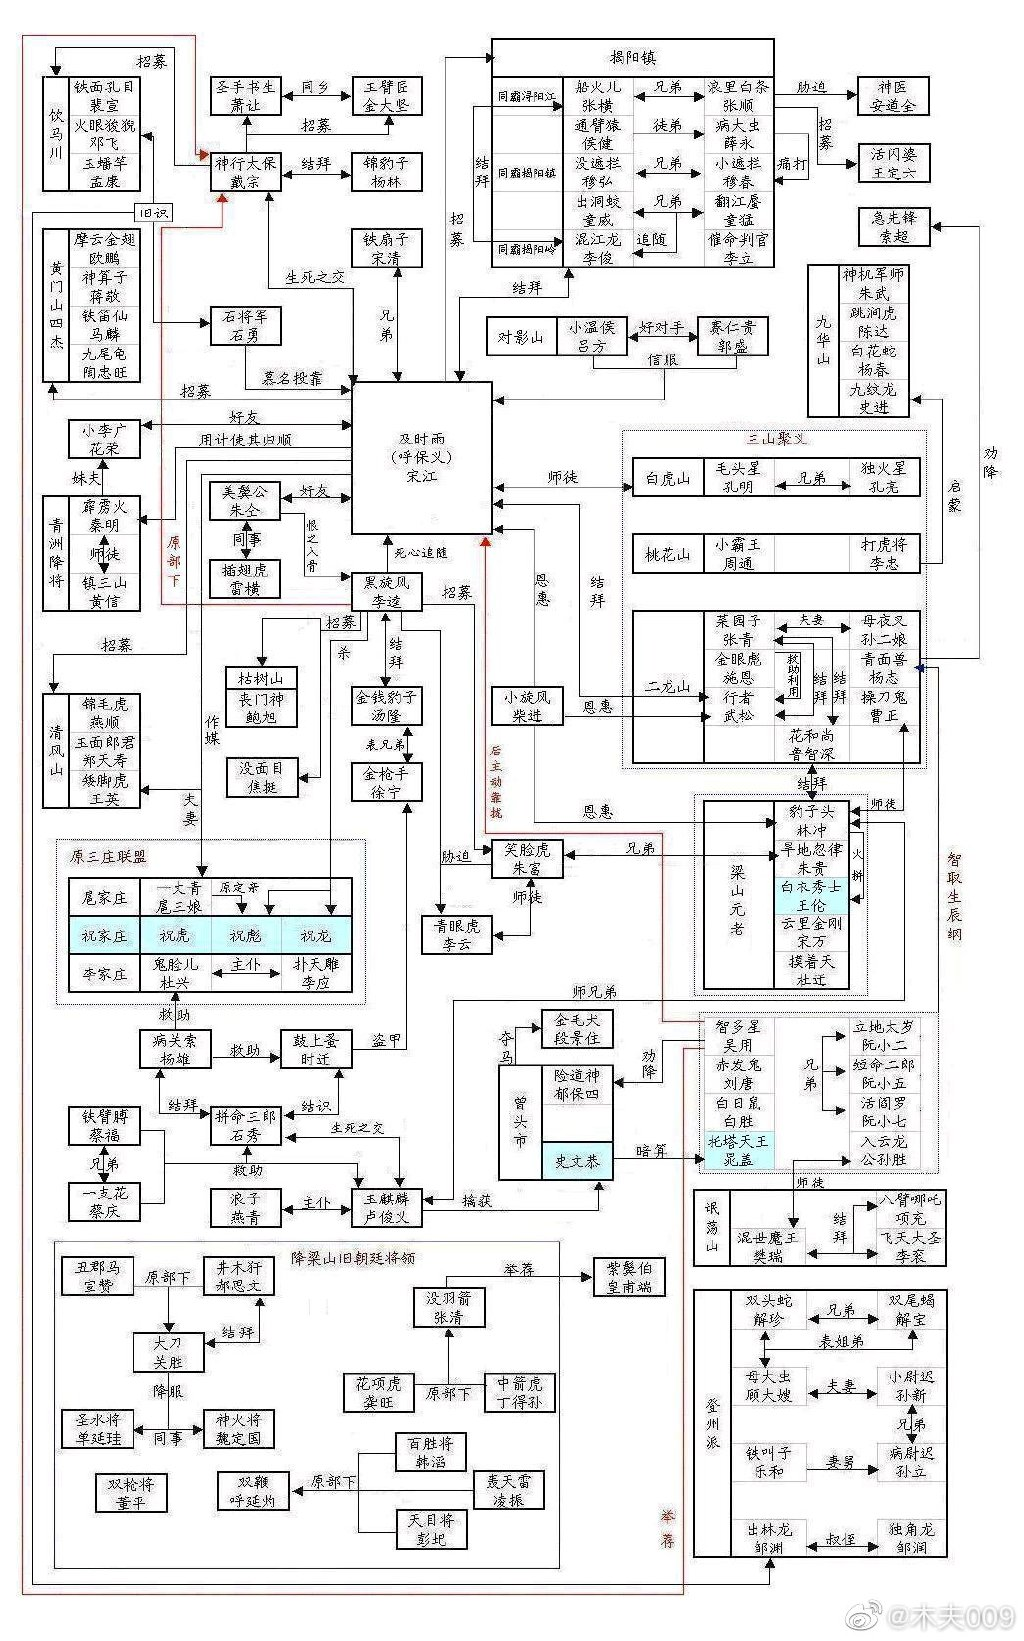 揭阳镇
招募
饮马川
铁面孔目
裴宣
火眼狻猊
邓飞
玉蟠竿
孟康
圣手书生
萧让
同乡
玉臂匠
金大坚
招募
神行太保
戴宗
结拜
锦豹子
杨林
同霸浔阳江
船火儿
张横
兄弟
浪里白条
张顺
胁迫
神医
安道全
通臂猿
侯健
徒弟
病大虫
薛永
招募
活闪婆
王定六
结拜
同霸揭阳镇
没遮拦
穆弘
兄弟
小遮拦
穆春
痛打
出洞蛟
童威
兄弟
翻江蜃
童猛
同霸揭阳岭
混江龙
李俊
追随
催命判官
李立
急先锋
索超
旧识
招募
黄门山四杰
摩云金翅
欧鹏
神算子
蒋敬
铁笛仙
马麟
九尾龟
陶忠旺
铁扇子
宋清
生死之交
兄弟
结拜
石将军
石勇
慕名投靠
招募
对影山
小温侯
吕方
好对手
赛仁贵
郭盛
信服
九华山
神机军师
朱武
跳涧虎
陈达
白花蛇
杨春
九纹龙
史进
劝降
启蒙
小李广
花荣
好友
用计使其归顺
及时雨
(呼保义)
宋江
妹夫
青洲降将
霹雳火
秦明
师徒
镇三山
黄信
原部下
美髯公
朱仝
好友
同事
插翅虎
雷横
恨之入骨
死心追随
黑旋风
李逵
招募
师徒
三山聚义
白虎山
毛头星
孔明
兄弟
独火星
孔亮
桃花山
小霸王
周通
打虎将
李忠
恩惠
结拜
二龙山
菜园子
张青
夫妻
母夜叉
孙二娘
金眼彪
施恩
救助利用
结拜
结拜
青面兽
杨志
行者
武松
操刀鬼
曹正
花和尚
鲁智深
小旋风
柴进
恩惠
招募
招募
杀
结拜
枯树山
丧门神
鲍旭
没面目
焦挺
金钱豹子
汤隆
表兄弟
金枪手
徐宁
清风山
锦毛虎
燕顺
玉面郎君
郑天寿
矮脚虎
王英
作媒
夫妻
后主动靠拢
恩惠
结拜
师徒
梁山元老
豹子头
林冲
旱地忽律
朱贵
白衣秀士
王伦
云里金刚
宋万
摸着天
杜迁
火拼
智取生辰纲
笑脸虎
朱富
兄弟
胁迫
师徒
青眼虎
李云
原三庄联盟
扈家庄
一丈青
扈三娘
原定亲
祝家庄
祝虎
祝彪
祝龙
李家庄
鬼脸儿
杜兴
主仆
扑天雕
李应
救助
病关索
杨雄
救助
鼓上蚤
时迁
盗甲
师兄弟
结拜
拼命三郎
石秀
结识
生死之交
铁臂膊
蔡福
兄弟
一支花
蔡庆
救助
浪子
燕青
主仆
玉麒麟
卢俊义
擒获
夺马
金毛犬
段景住
曾头市
险道神
郁保四
劝降
史文恭
暗算
智多星
吴用
赤发鬼
刘唐
白日鼠
白胜
托塔天王
晁盖
兄弟
立地太岁
阮小二
短命二郎
阮小五
活阎罗
阮小七
入云龙
公孙胜
师徒
氓荡山
混世魔王
樊瑞
结拜
八臂哪吒
项充
飞天大圣
李衮
降梁山旧朝廷将领
丑郡马
宣赞
原部下
井木犴
郝思文
大刀
关胜
结拜
降服
圣水将
单延珪
同事
神火将
魏定国
举荐
紫髯伯
皇甫端
没羽箭
张清
花项虎
龚旺
原部下
中箭虎
丁得孙
双枪将
董平
双鞭
呼延灼
原部下
百胜将
韩滔
轰天雷
凌振
天目将
彭玘
举荐
登州派
双头蛇
解珍
兄弟
双尾蝎
解宝
表姐弟
母大虫
顾大嫂
夫妻
小尉迟
孙新
兄弟
铁叫子
乐和
妻舅
病尉迟
孙立
出林龙
邹渊
叔侄
独角龙
邹润
@木夫009